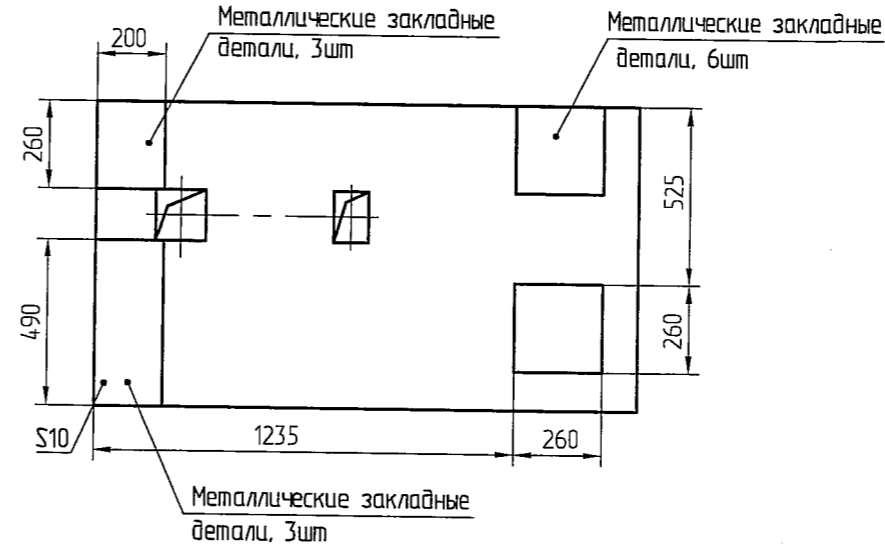 Металлические закладные
детали, 3шт
Металлические закладные
детали, 6шт
200
260
525
490
260
S10
1235
260
Металлические закладные
детали, 3шт